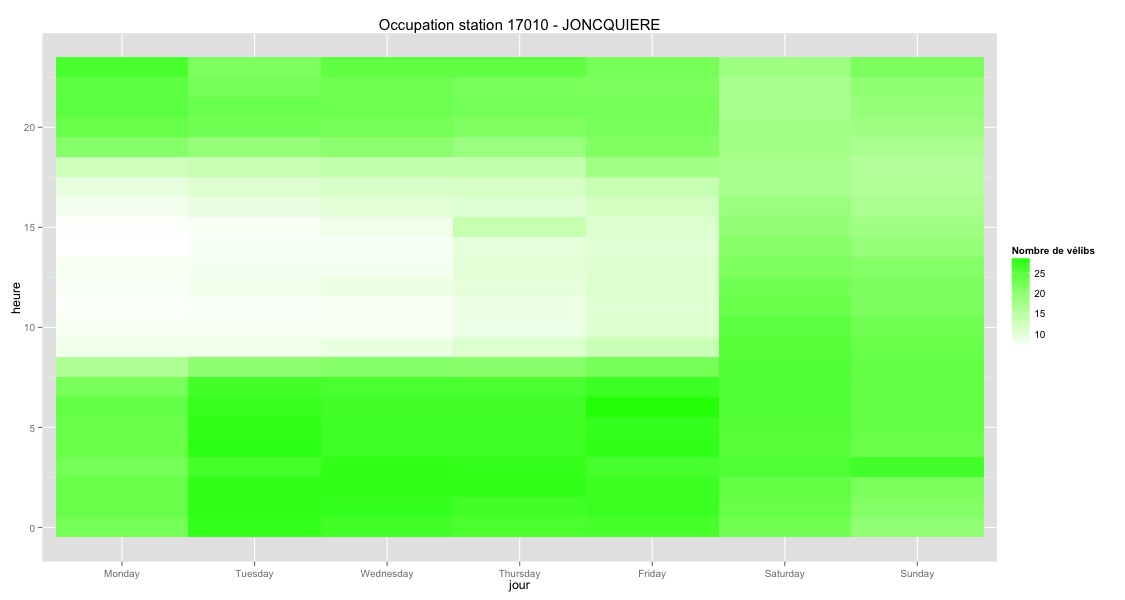 Occupation station 17010 - JONCQUIERE
heure
20
15
10
5
0
Monday Tuesday Wednesday Thursday Friday Saturday Sunday
jour
Nombre de vélibs
25
20
15
10